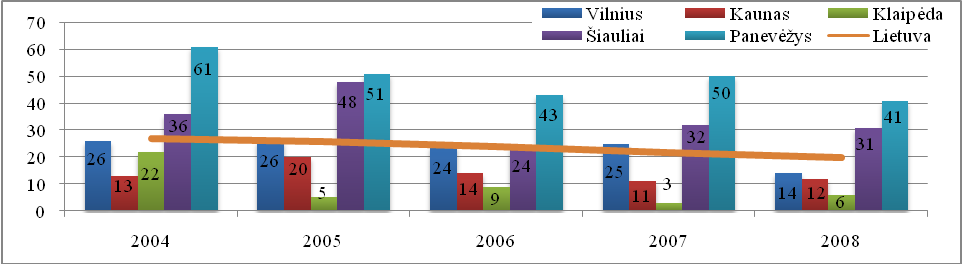 Vilnius Kaunas Klaipėda
Šiauliai Panevėžys Lietuva
70
60
50
40
30
20
10
0
26 13 22 36 61
26 20 5 48 51
24 14 9 24 43
25 11 3 32 50
14 12 6 31 41
2004 2005 2006 2007 2008